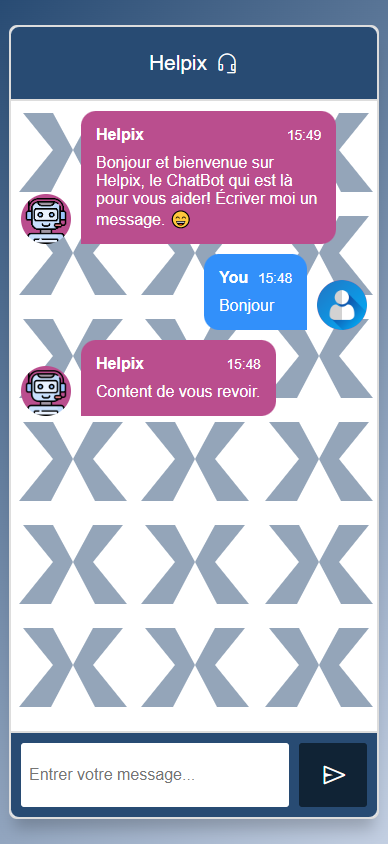 Helpix
Helpix 15:49
Bonjour et bienvenue sur
Helpix, le ChatBot qui est là
pour vous aider! Écriver moi un
message. 😄
You 15:48
Bonjour
Helpix 15:48
Content de vous revoir.
Entrer votre message...